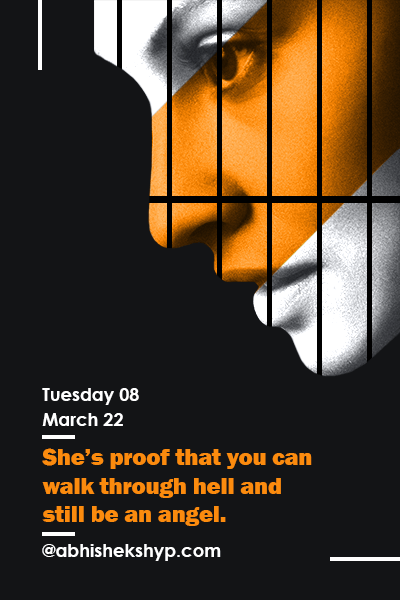 Tuesday 08
March 22
She's proof that you can
walk through hell and
still be an angel.
@abhishekshyp.com